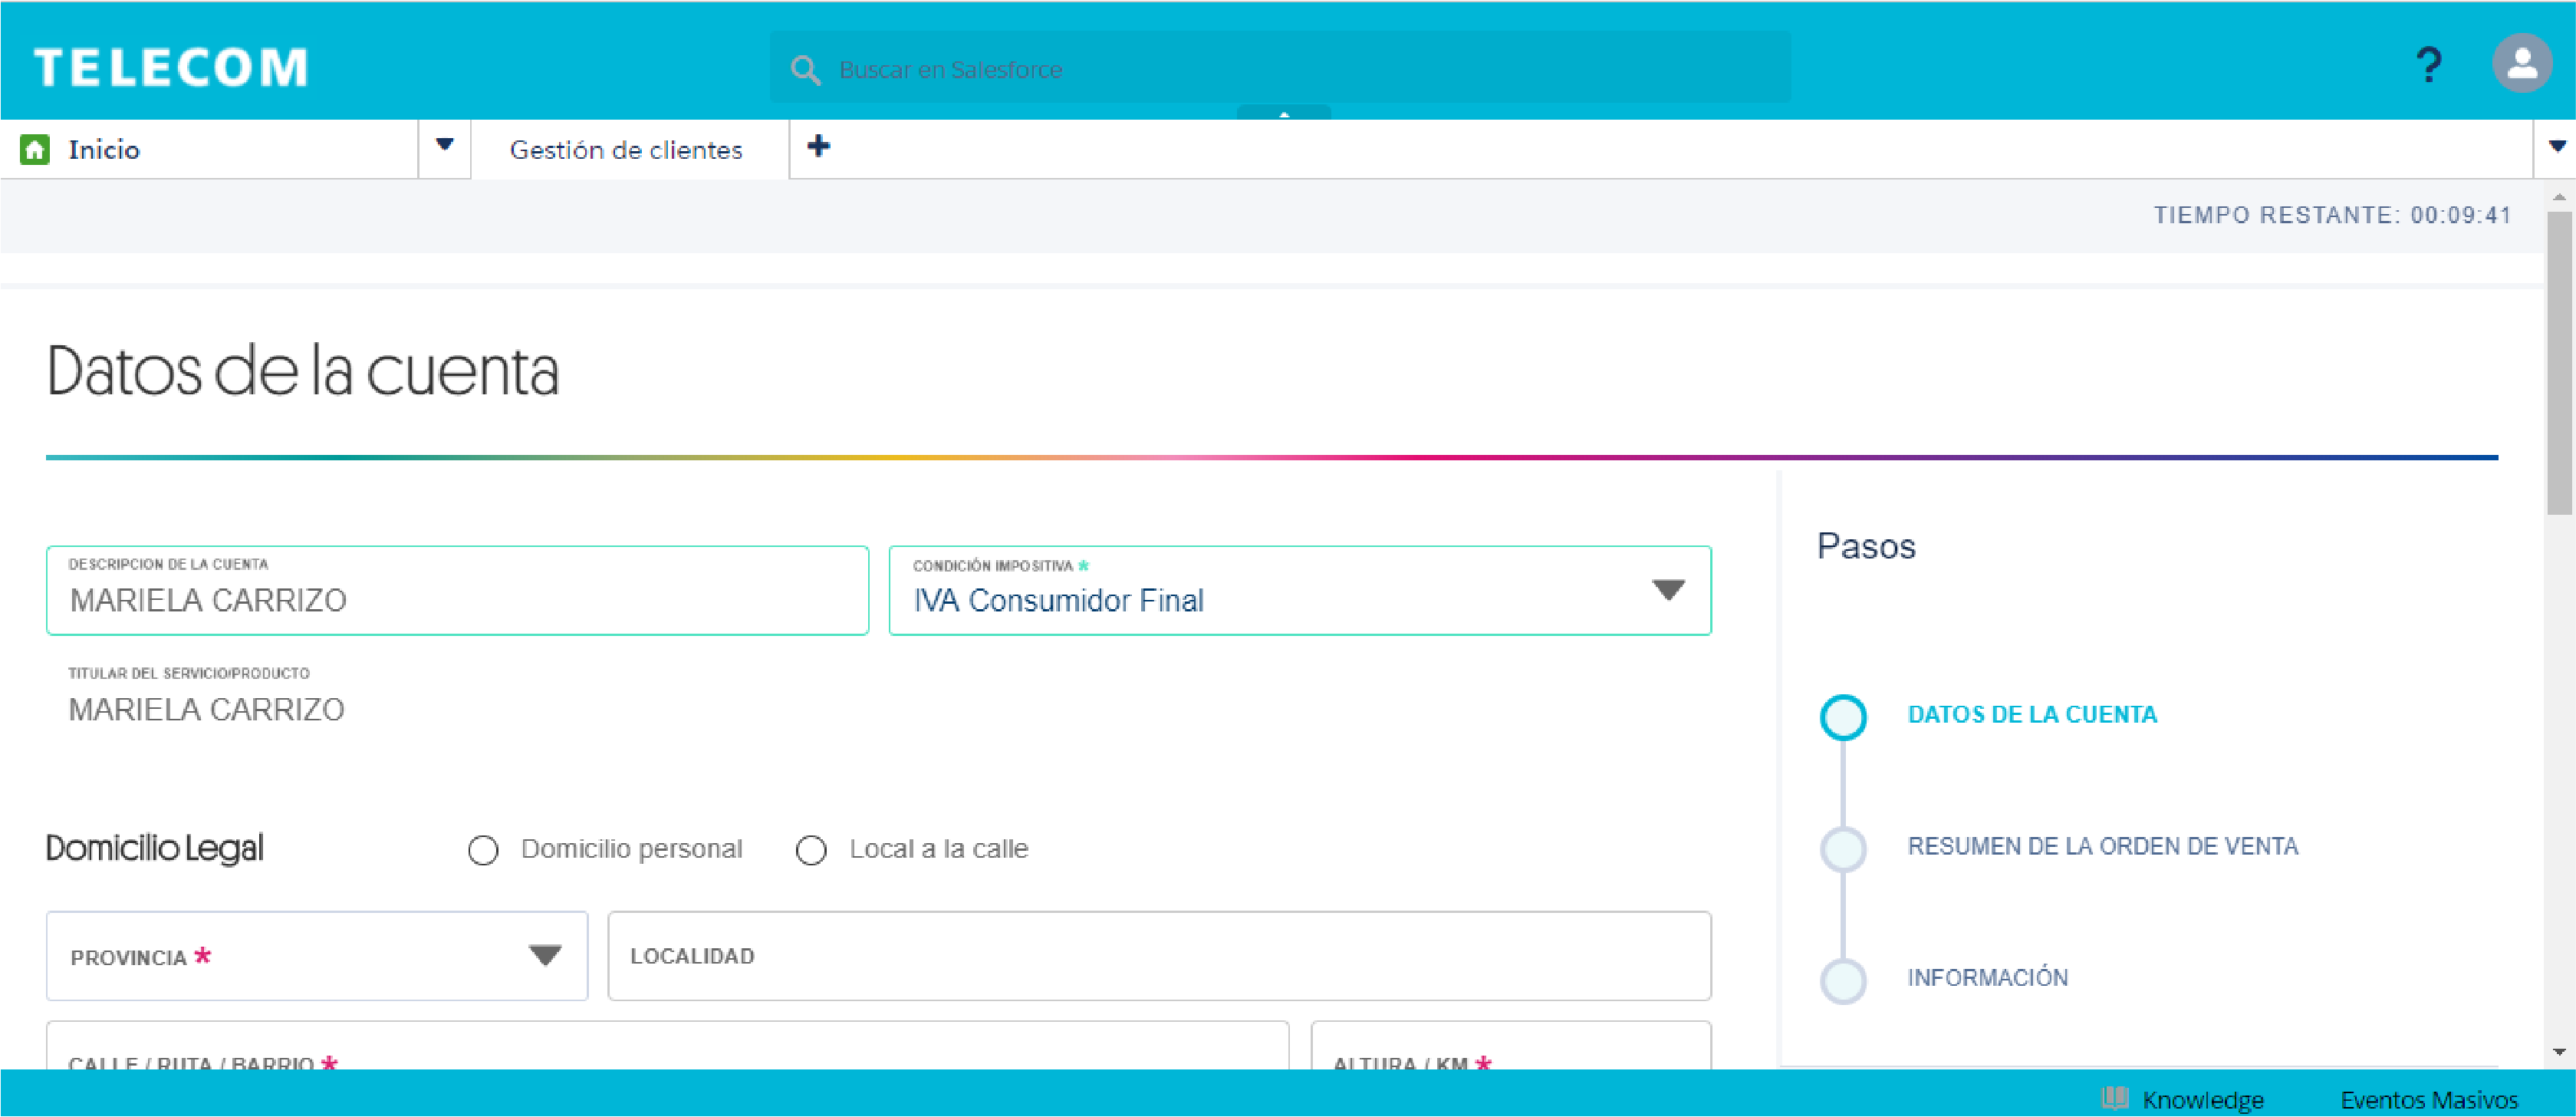 TELECOM
Buscar en Salesforce
?
Inicio
Gestión de clientes
+
TIEMPO RESTANTE: 00:09:41
Datos de la cuenta
DESCRIPCION DE LA CUENTA
MARIELA CARRIZO
CONDICIÓN IMPOSITIVA *
IVA Consumidor Final
TITULAR DEL SERVICIO/PRODUCTO
MARIELA CARRIZO
Domicilio Legal
Domicilio personal
Local a la calle
PROVINCIA *
LOCALIDAD
CALLE / RUTA / BARRIO *
ALTURA / KM *
Pasos
DATOS DE LA CUENTA
RESUMEN DE LA ORDEN DE VENTA
INFORMACIÓN
Knowledge
Eventos Masivos